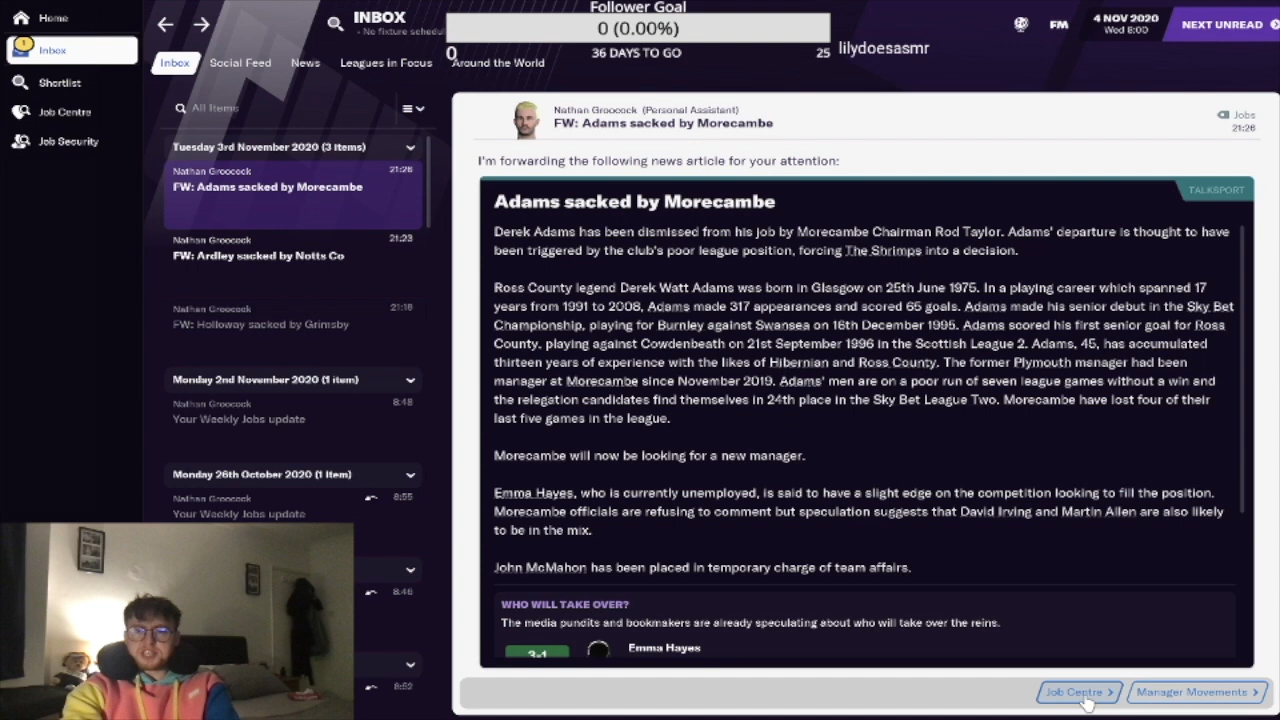 Home
Inbox
Shortlist
Job Centre
Job Security
INBOX
- No fixture schedul
Follower Goal
0 (0.00%)
0
36 DAYS TO GO
25
lilydoesasmr
FM
4 NOV 2020
Wed 8:00
NEXT UNREAD
Inbox
Social Feed
News
Leagues in Focus
Around the World
All Items
Tuesday 3rd November 2020 (3 Items)
Nathan Groocock
21:26
FW: Adams sacked by Morecambe
Nathan Groocock
21:23
FW: Ardley sacked by Notts Co
Nathan Groocock
21:18
FW: Holloway sacked by Grimsby
Monday 2nd November 2020 (1 Item)
Nathan Groocock
8:48
Your Weekly Jobs update
Monday 26th October 2020 (1 Item)
Nathan Groocock
8:55
Your Weekly Jobs update
8:46
8:52
Nathan Groocock (Personal Assistant)
FW: Adams sacked by Morecambe
Jobs
21:26
I'm forwarding the following news article for your attention:
TALKSPORT
Adams sacked by Morecambe
Derek Adams has been dismissed from his job by Morecambe Chairman Rod Taylor. Adams' departure is thought to have
been triggered by the club's poor league position, forcing The Shrimps into a decision.
Ross County legend Derek Watt Adams was born in Glasgow on 25th June 1975. In a playing career which spanned 17
years from 1991 to 2008, Adams made 317 appearances and scored 65 goals. Adams made his senior debut in the Sky Bet
Championship, playing for Burnley against Swansea on 16th December 1995. Adams scored his first senior goal for Ross
County, playing against Cowdenbeath on 21st September 1996 in the Scottish League 2. Adams, 45, has accumulated
thirteen years of experience with the likes of Hibernian and Ross County. The former Plymouth manager had been
manager at Morecambe since November 2019. Adams' men are on a poor run of seven league games without a win and
the relegation candidates find themselves in 24th place in the Sky Bet League Two. Morecambe have lost four of their
last five games in the league.
Morecambe will now be looking for a new manager.
Emma Hayes, who is currently unemployed, is said to have a slight edge on the competition looking to fill the position.
Morecambe officials are refusing to comment but speculation suggests that David Irving and Martin Allen are also likely
to be in the mix.
John McMahon has been placed in temporary charge of team affairs.
WHO WILL TAKE OVER?
The media pundits and bookmakers are already speculating about who will take over the reins.
3-1
Emma Hayes
Job Centre >
Manager Movements >